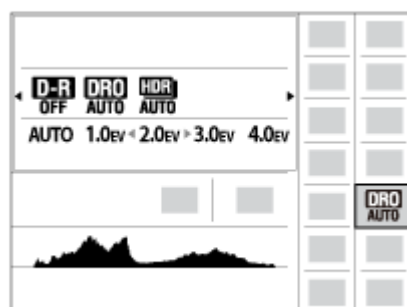 D-R DRO HDR
OFF AUTO AUTO
AUTO 1.0EV 2.0EV 3.0EV 4.0EV
DRO
AUTO